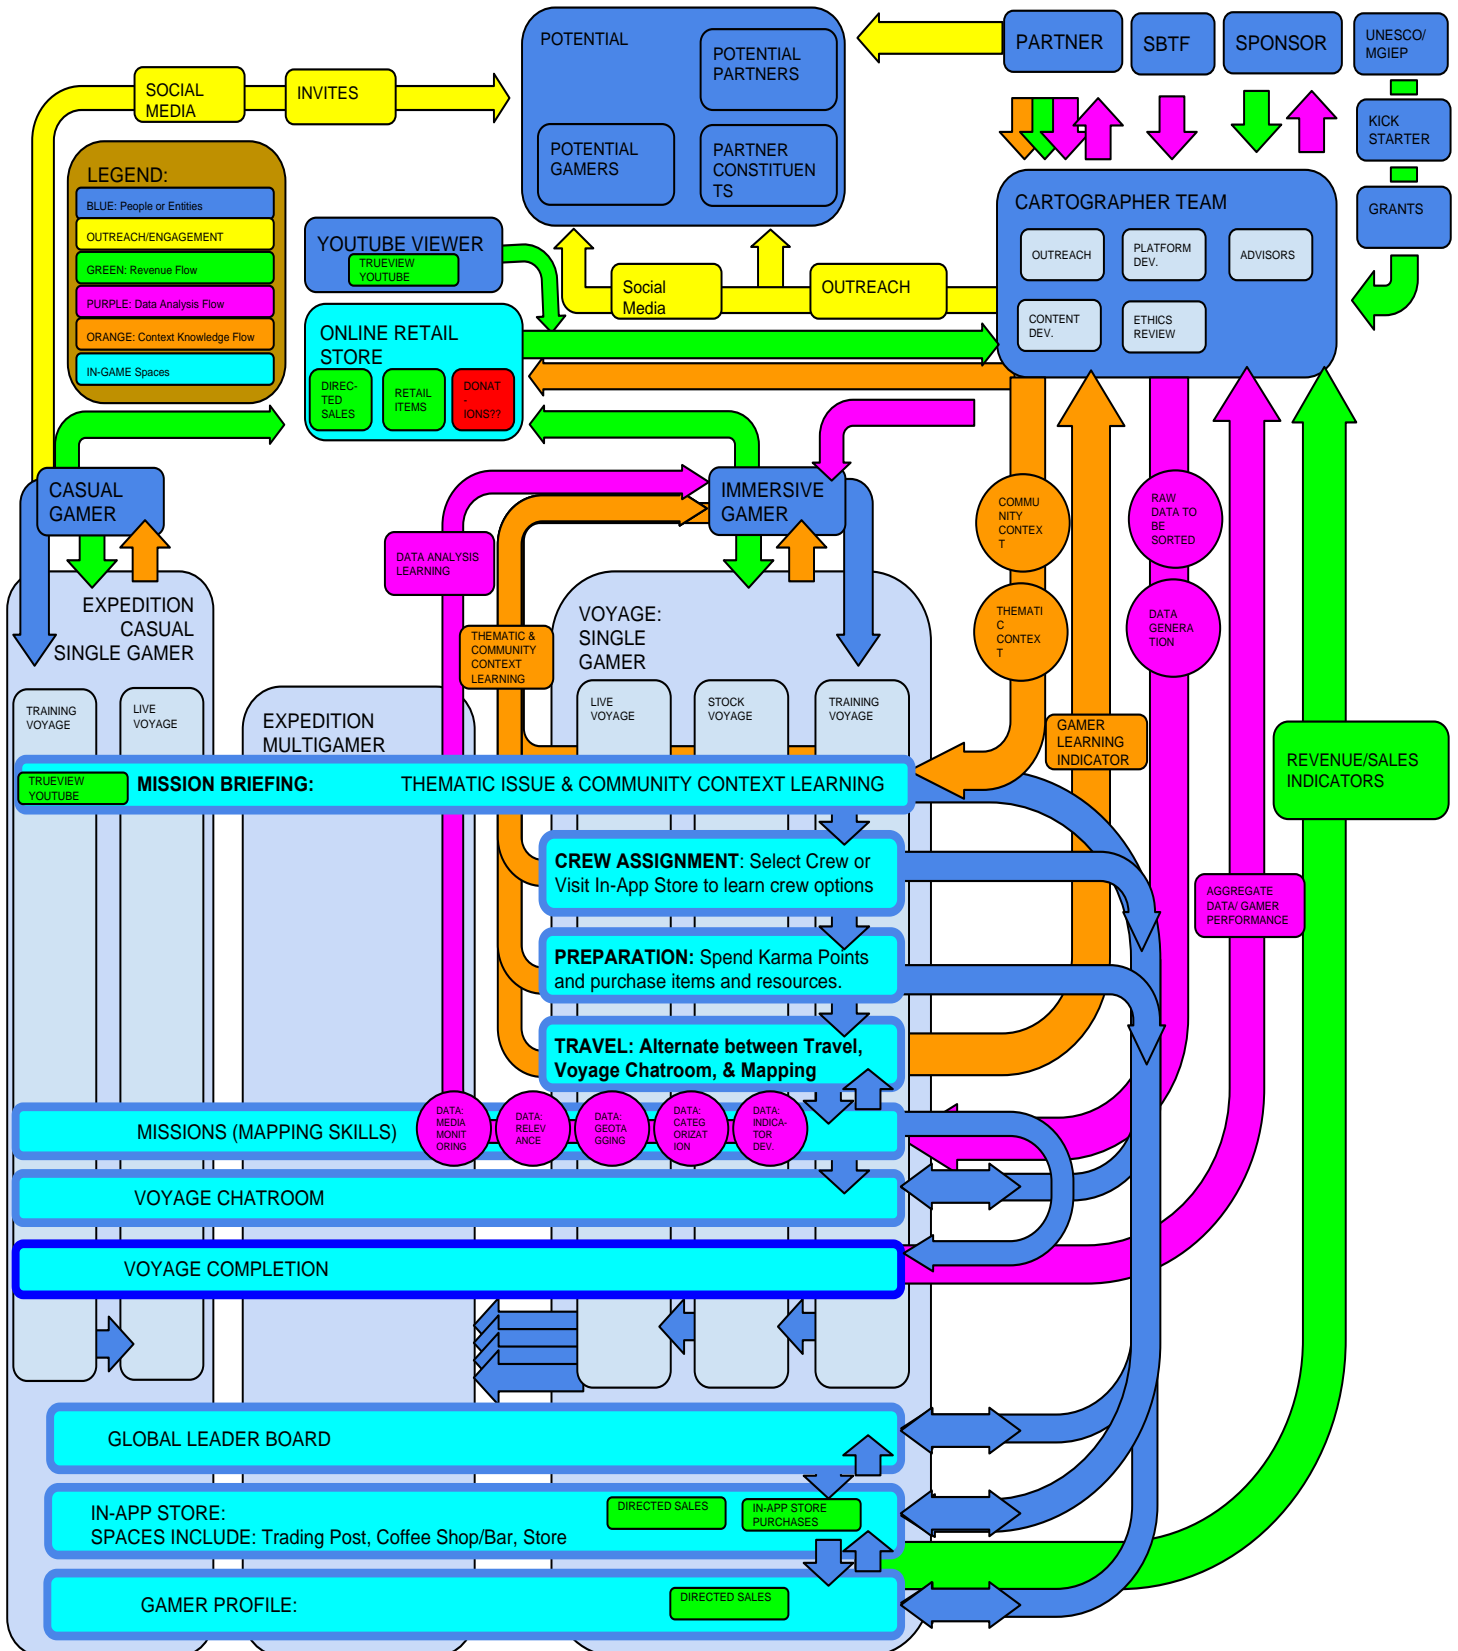 POTENTIAL
POTENTIAL
PARTNERS
POTENTIAL
GAMERS
PARTNER
CONSTITUEN
TS
PARTNER
SBTF
SPONSOR
UNESCO/
MGIEP
KICK
STARTER
GRANTS
SOCIAL
MEDIA
INVITES
LEGEND:
BLUE: People or Entities
OUTREACH/ENGAGEMENT
GREEN: Revenue Flow
PURPLE: Data Analysis Flow
ORANGE: Context Knowledge Flow
IN-GAME Spaces
CARTOGRAPHER TEAM
OUTREACH
PLATFORM
DEV.
ADVISORS
CONTENT
DEV.
ETHICS
REVIEW
YOUTUBE VIEWER
TRUEVIEW
YOUTUBE
Social
Media
OUTREACH
ONLINE RETAIL
STORE
DIREC-
TED
SALES
RETAIL
ITEMS
DONAT
-
IONS??
CASUAL
GAMER
IMMERSIVE
GAMER
DATA ANALYSIS
LEARNING
COMMU
NITY
CONTEX
T
RAW
DATA TO
BE
SORTED
THEMATI
C
CONTEX
T
DATA
GENERA
TION
EXPEDITION
CASUAL
SINGLE GAMER
THEMATIC &
COMMUNITY
CONTEXT
LEARNING
VOYAGE:
SINGLE
GAMER
TRAINING
VOYAGE
LIVE
VOYAGE
EXPEDITION
MULTIGAMER
LIVE
VOYAGE
STOCK
VOYAGE
TRAINING
VOYAGE
GAMER
LEARNING
INDICATOR
REVENUE/SALES
INDICATORS
TRUEVIEW
YOUTUBE
MISSION BRIEFING: THEMATIC ISSUE & COMMUNITY CONTEXT LEARNING
CREW ASSIGNMENT: Select Crew or
Visit In-App Store to learn crew options
AGGREGATE
DATA/ GAMER
PERFORMANCE
PREPARATION: Spend Karma Points
and purchase items and resources.
TRAVEL: Alternate between Travel,
Voyage Chatroom, & Mapping
MISSIONS (MAPPING SKILLS)
DATA:
MEDIA
MONIT
ORING
DATA:
RELEV
ANCE
DATA:
GEOTA
GGING
DATA:
CATEG
ORIZAT
ION
DATA:
INDICA-
TOR
DEV.
VOYAGE CHATROOM
VOYAGE COMPLETION
GLOBAL LEADER BOARD
IN-APP STORE:
SPACES INCLUDE: Trading Post, Coffee Shop/Bar, Store
DIRECTED SALES
IN-APP STORE
PURCHASES
GAMER PROFILE:
DIRECTED SALES